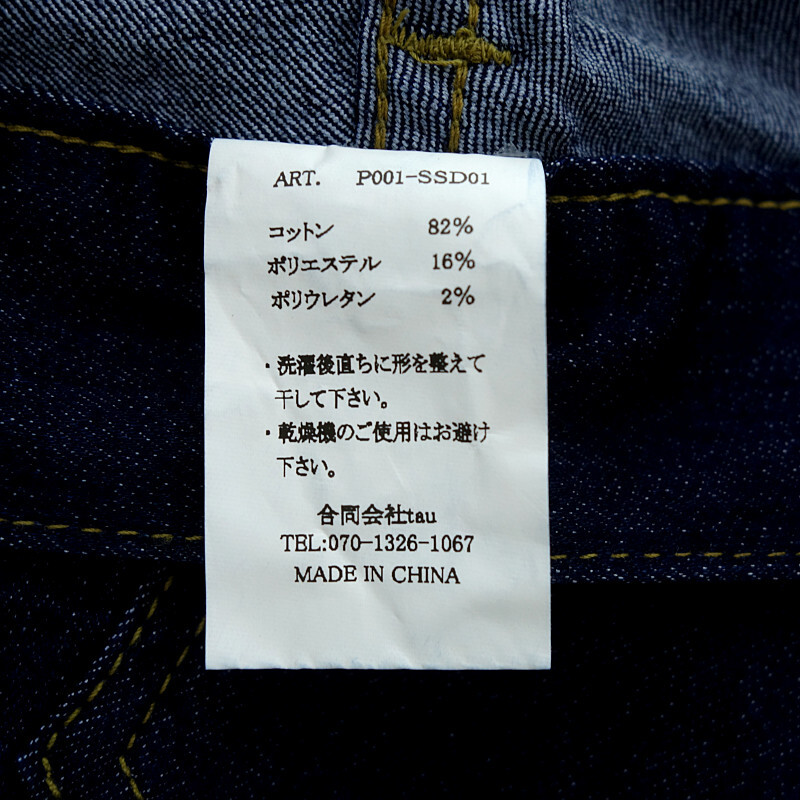 ART. P001-SSD01
コットン 82%
ポリエステル 16%
ポリウレタン 2%
・洗濯後直ちに形を整えて
干して下さい。
・乾燥機のご使用はお避け
下さい。
合同会社tau
TEL:070-1326-1067
MADE IN CHINA